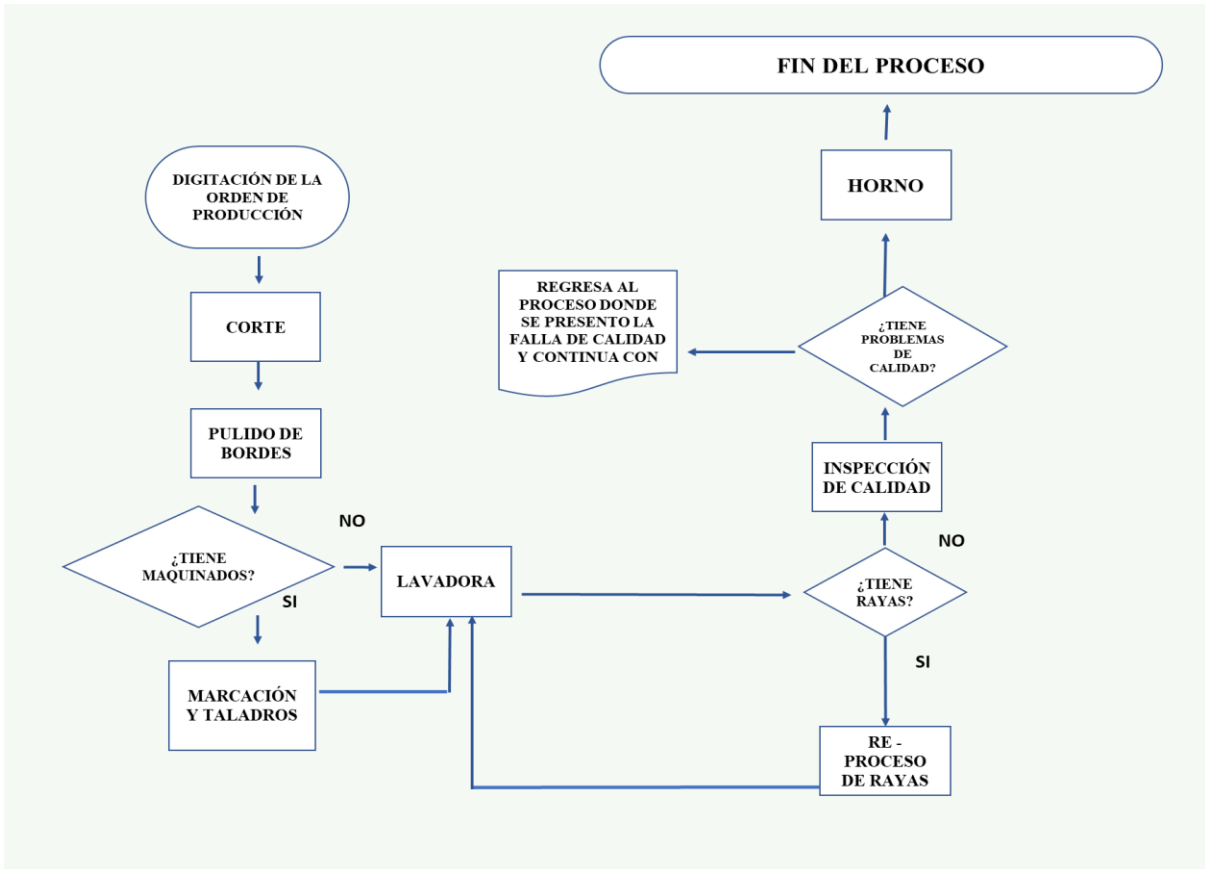 DIGITACIÓN DE LA
ORDEN DE
PRODUCCIÓN
CORTE
PULIDO DE
BORDES
¿TIENE
MAQUINADOS?
NO
SI
MARCACIÓN
Y TALADROS
LAVADORA
¿TIENE
RAYAS?
SI
RE -
PROCESO
DE RAYAS
NO
INSPECCIÓN
DE CALIDAD
¿TIENE
PROBLEMAS
DE
CALIDAD?
REGRESA AL
PROCESO DONDE
SE PRESENTO LA
FALLA DE CALIDAD
Y CONTINUA CON
HORNO
FIN DEL PROCESO